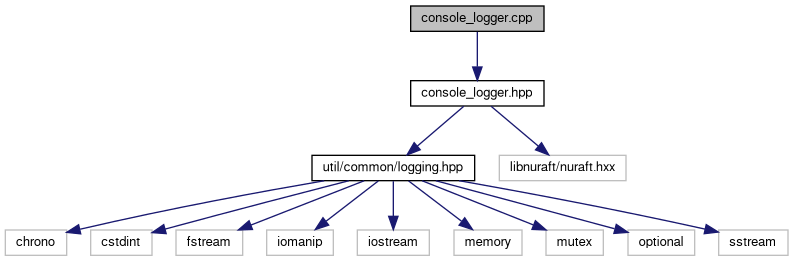 console_logger.cpp
console_logger.hpp
util/common/logging.hpp
libnuraft/nuraft.hxx
chrono
cstdint
fstream
iomanip
iostream
memory
mutex
optional
sstream